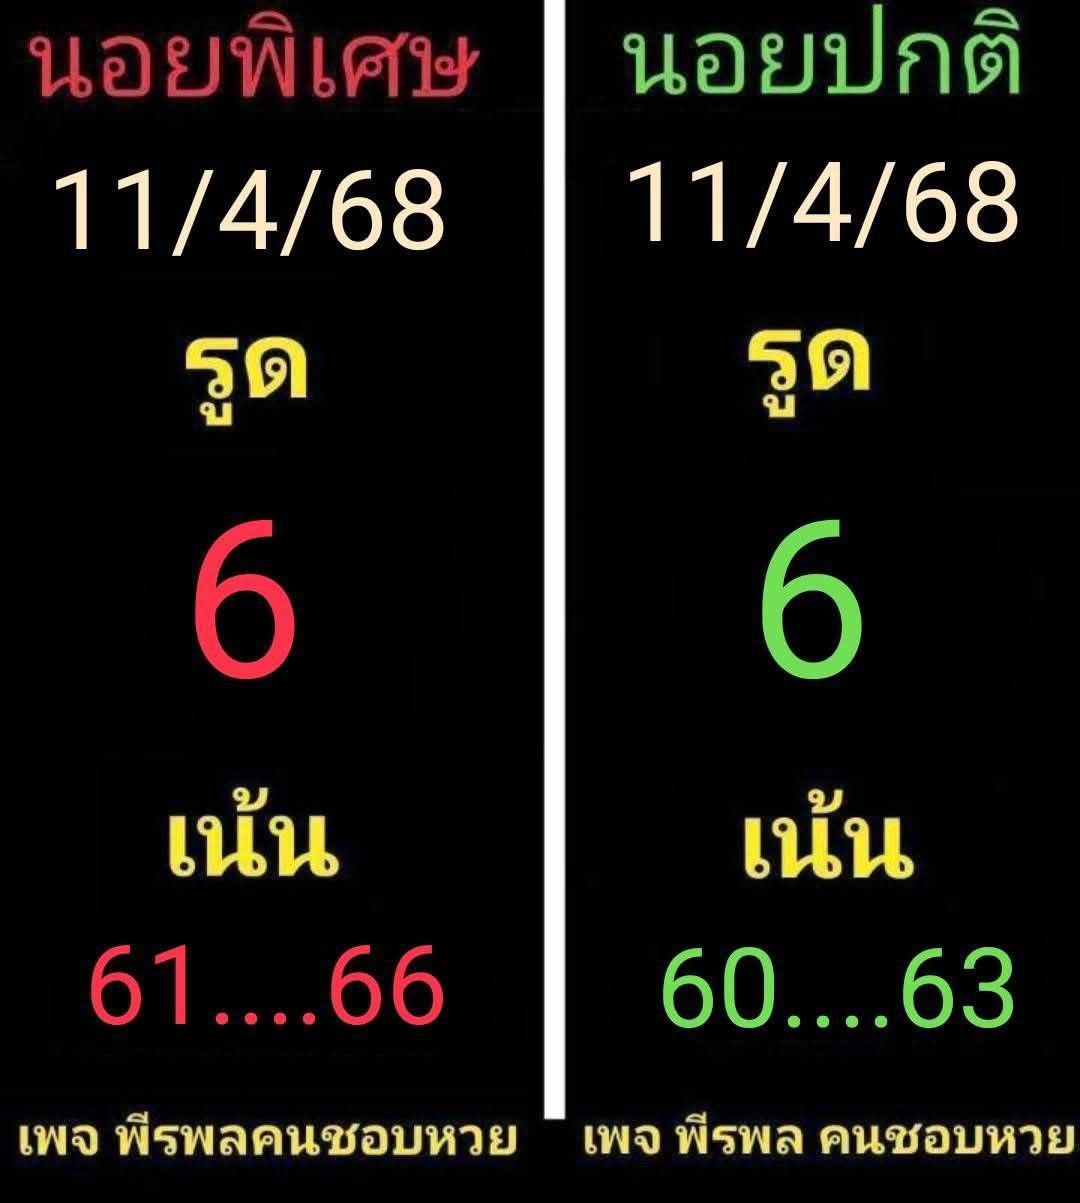 นอยพิเศษ
11/4/68
รูด
6
เน้น
61....66
เพจ พีรพลคนชอบหวย
นอยปกติ
11/4/68
รูด
6
เน้น
60....63
เพจ พีรพล คนชอบหวย